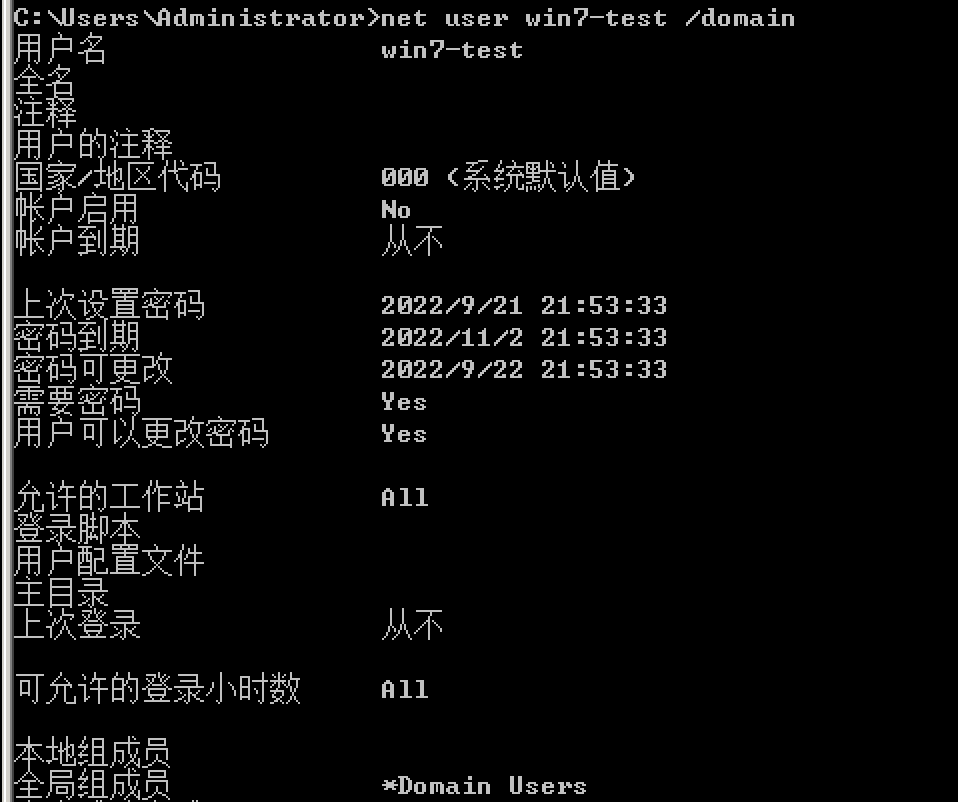 C:\Users\Administrator>net user win7-test /domain
用户名 win7-test
全名
注释
用户的注释
国家/地区代码 000 (系统默认值)
帐户启用 No
帐户到期 从不
上次设置密码 2022/9/21 21:53:33
密码到期 2022/11/2 21:53:33
密码可更改 2022/9/22 21:53:33
需要密码 Yes
用户可以更改密码 Yes
允许的工作站 All
登录脚本
用户配置文件
主目录
上次登录 从不
可允许的登录小时数 All
本地组成员
全局组成员 *Domain Users